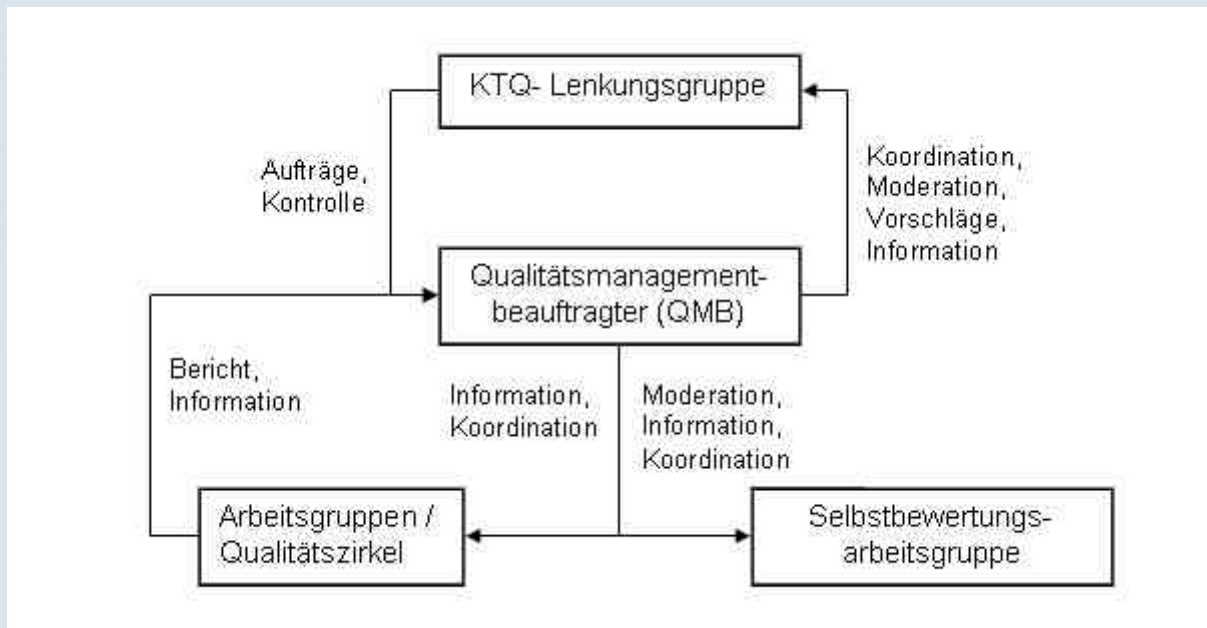 KTQ- Lenkungsgruppe
Aufträge,
Kontrolle
Koordination,
Moderation,
Vorschläge,
Information
Qualitätsmanagement-
beauftragter (QMB)
Bericht,
Information
Information,
Koordination
Moderation,
Information,
Koordination
Arbeitsgruppen /
Qualitätszirkel
Selbstbewertungs-
arbeitsgruppe